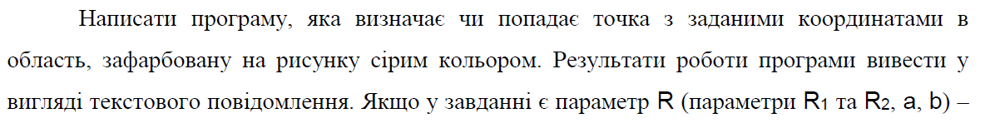 Написати програму, яка визначає чи попадає точка з заданими координатами в
область, зафарбовану на рисунку сірим кольором. Результати роботи програми вивести у
вигляді текстового повідомлення. Якщо у завданні є параметр R (параметри R1 та R2, a, b) –